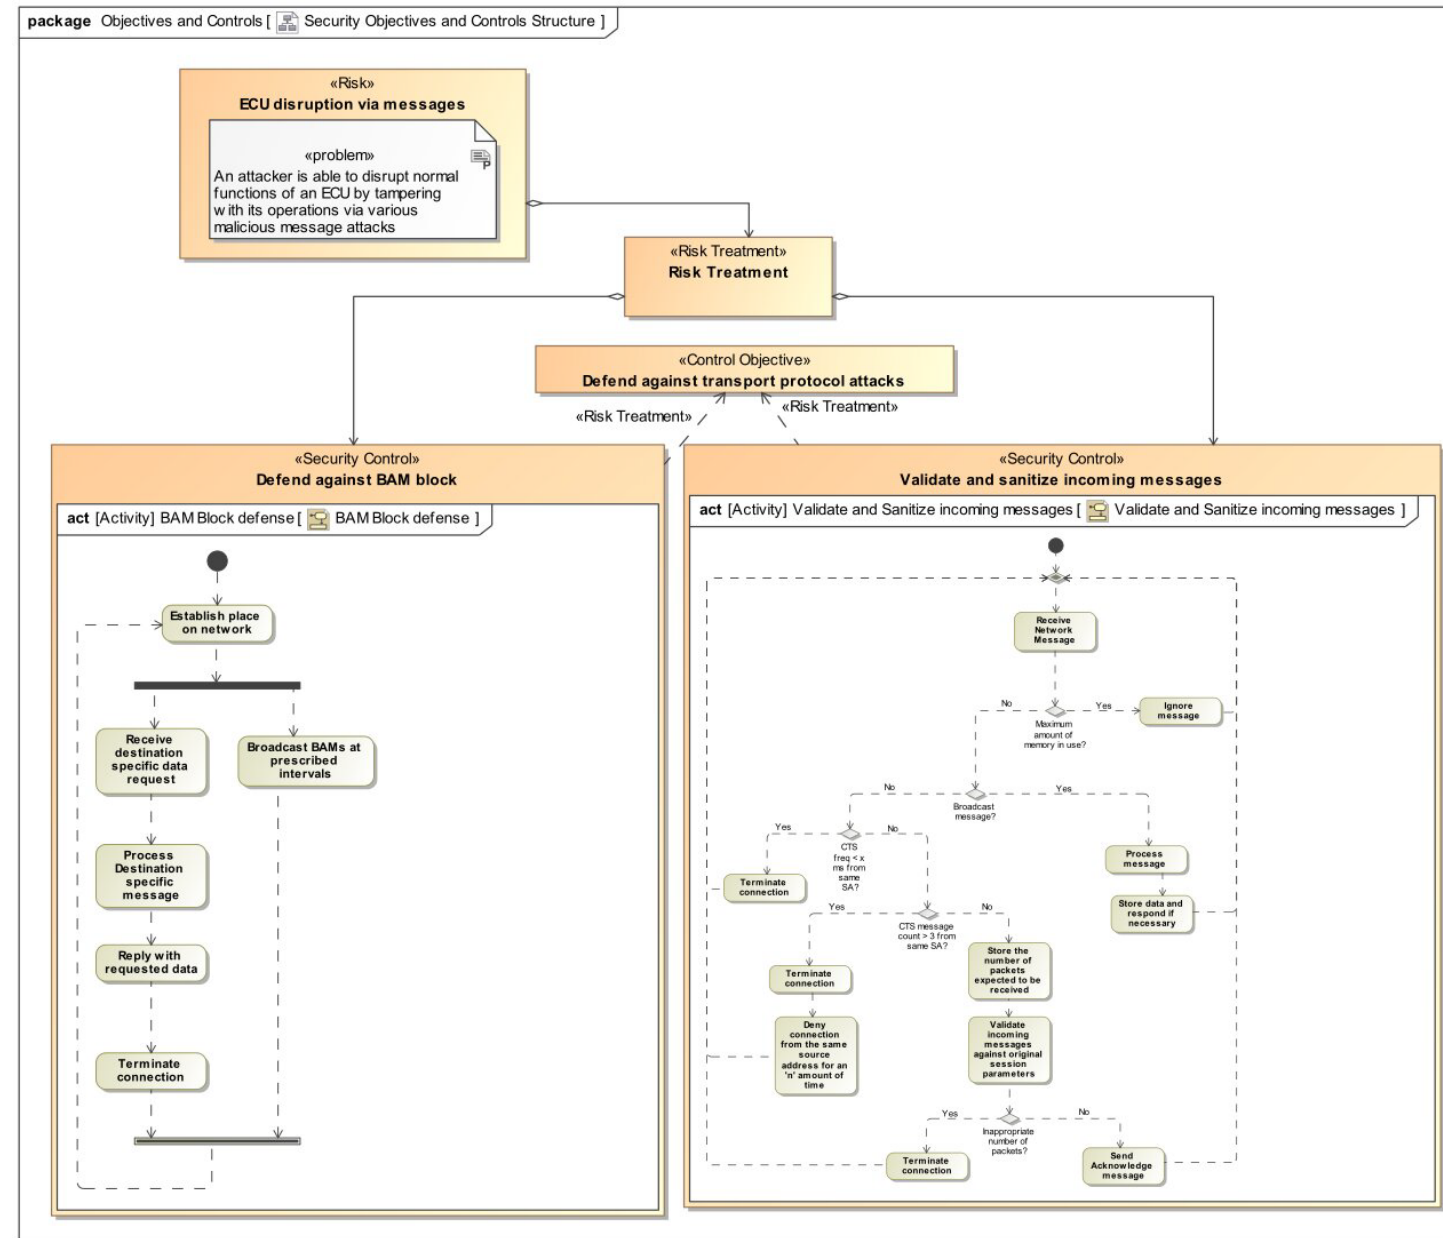 package Objectives and Controls [ Security Objectives and Controls Structure ]
«Risk»
ECU disruption via messages
«problem»
P
An attacker is able to disrupt normal
functions of an ECU by tampering
with its operations via various
malicious message attacks
«Risk Treatment»
Risk Treatment
«Control Objective»
Defend against transport protocol attacks
«Risk Treatment»
«Risk Treatment»
«Security Control»
Defend against BAM block
act [Activity] BAM Block defense [ BAM Block defense ]
Establish place
on network
Receive
destination
specific data
request
Broadcast BAMs at
prescribed
intervals
Process
Destination
specific
message
Reply with
requested data
Terminate
connection
«Security Control»
Validate and sanitize incoming messages
act [Activity] Validate and Sanitize incoming messages [ Validate and Sanitize incoming messages ]
Receive
Network
Message
No
Yes
Maximum
amount of
memory in use?
Ignore
message
No
Yes
Broadcast
message?
Yes
No
CTS
freq < x
ms from
same
SA?
Process
message
Terminate
connection
Store data and
respond if
necessary
Yes
No
CTS message
count > 3 from
same SA?
Terminate
connection
Store the
number of
packets
expected to be
received
Deny
connection
from the same
source
address for an
'n' amount of
time
Validate
incoming
messages
against original
session
parameters
Yes
No
Inappropriate
number of
packets?
Terminate
connection
Send
Acknowledge
message